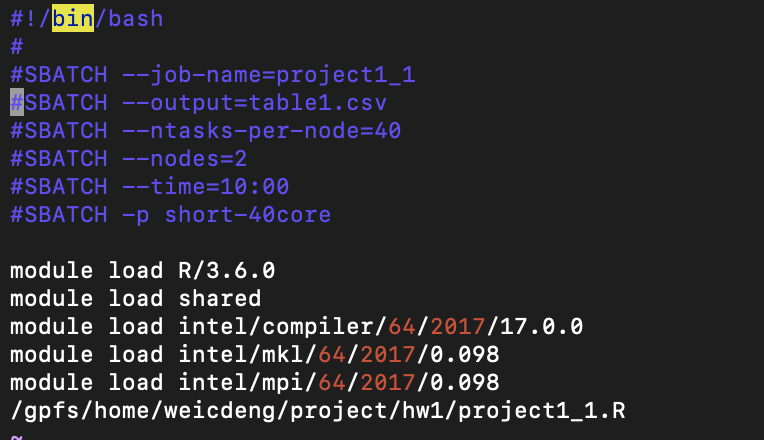 #!/bin/bash
#
#SBATCH --job-name=project1_1
#SBATCH --output=table1.csv
#SBATCH --ntasks-per-node=40
#SBATCH --nodes=2
#SBATCH --time=10:00
#SBATCH -p short-40core

module load R/3.6.0
module load shared
module load intel/compiler/64/2017/17.0.0
module load intel/mkl/64/2017/0.098
module load intel/mpi/64/2017/0.098
/gpfs/home/weicdeng/project/hw1/project1_1.R
~